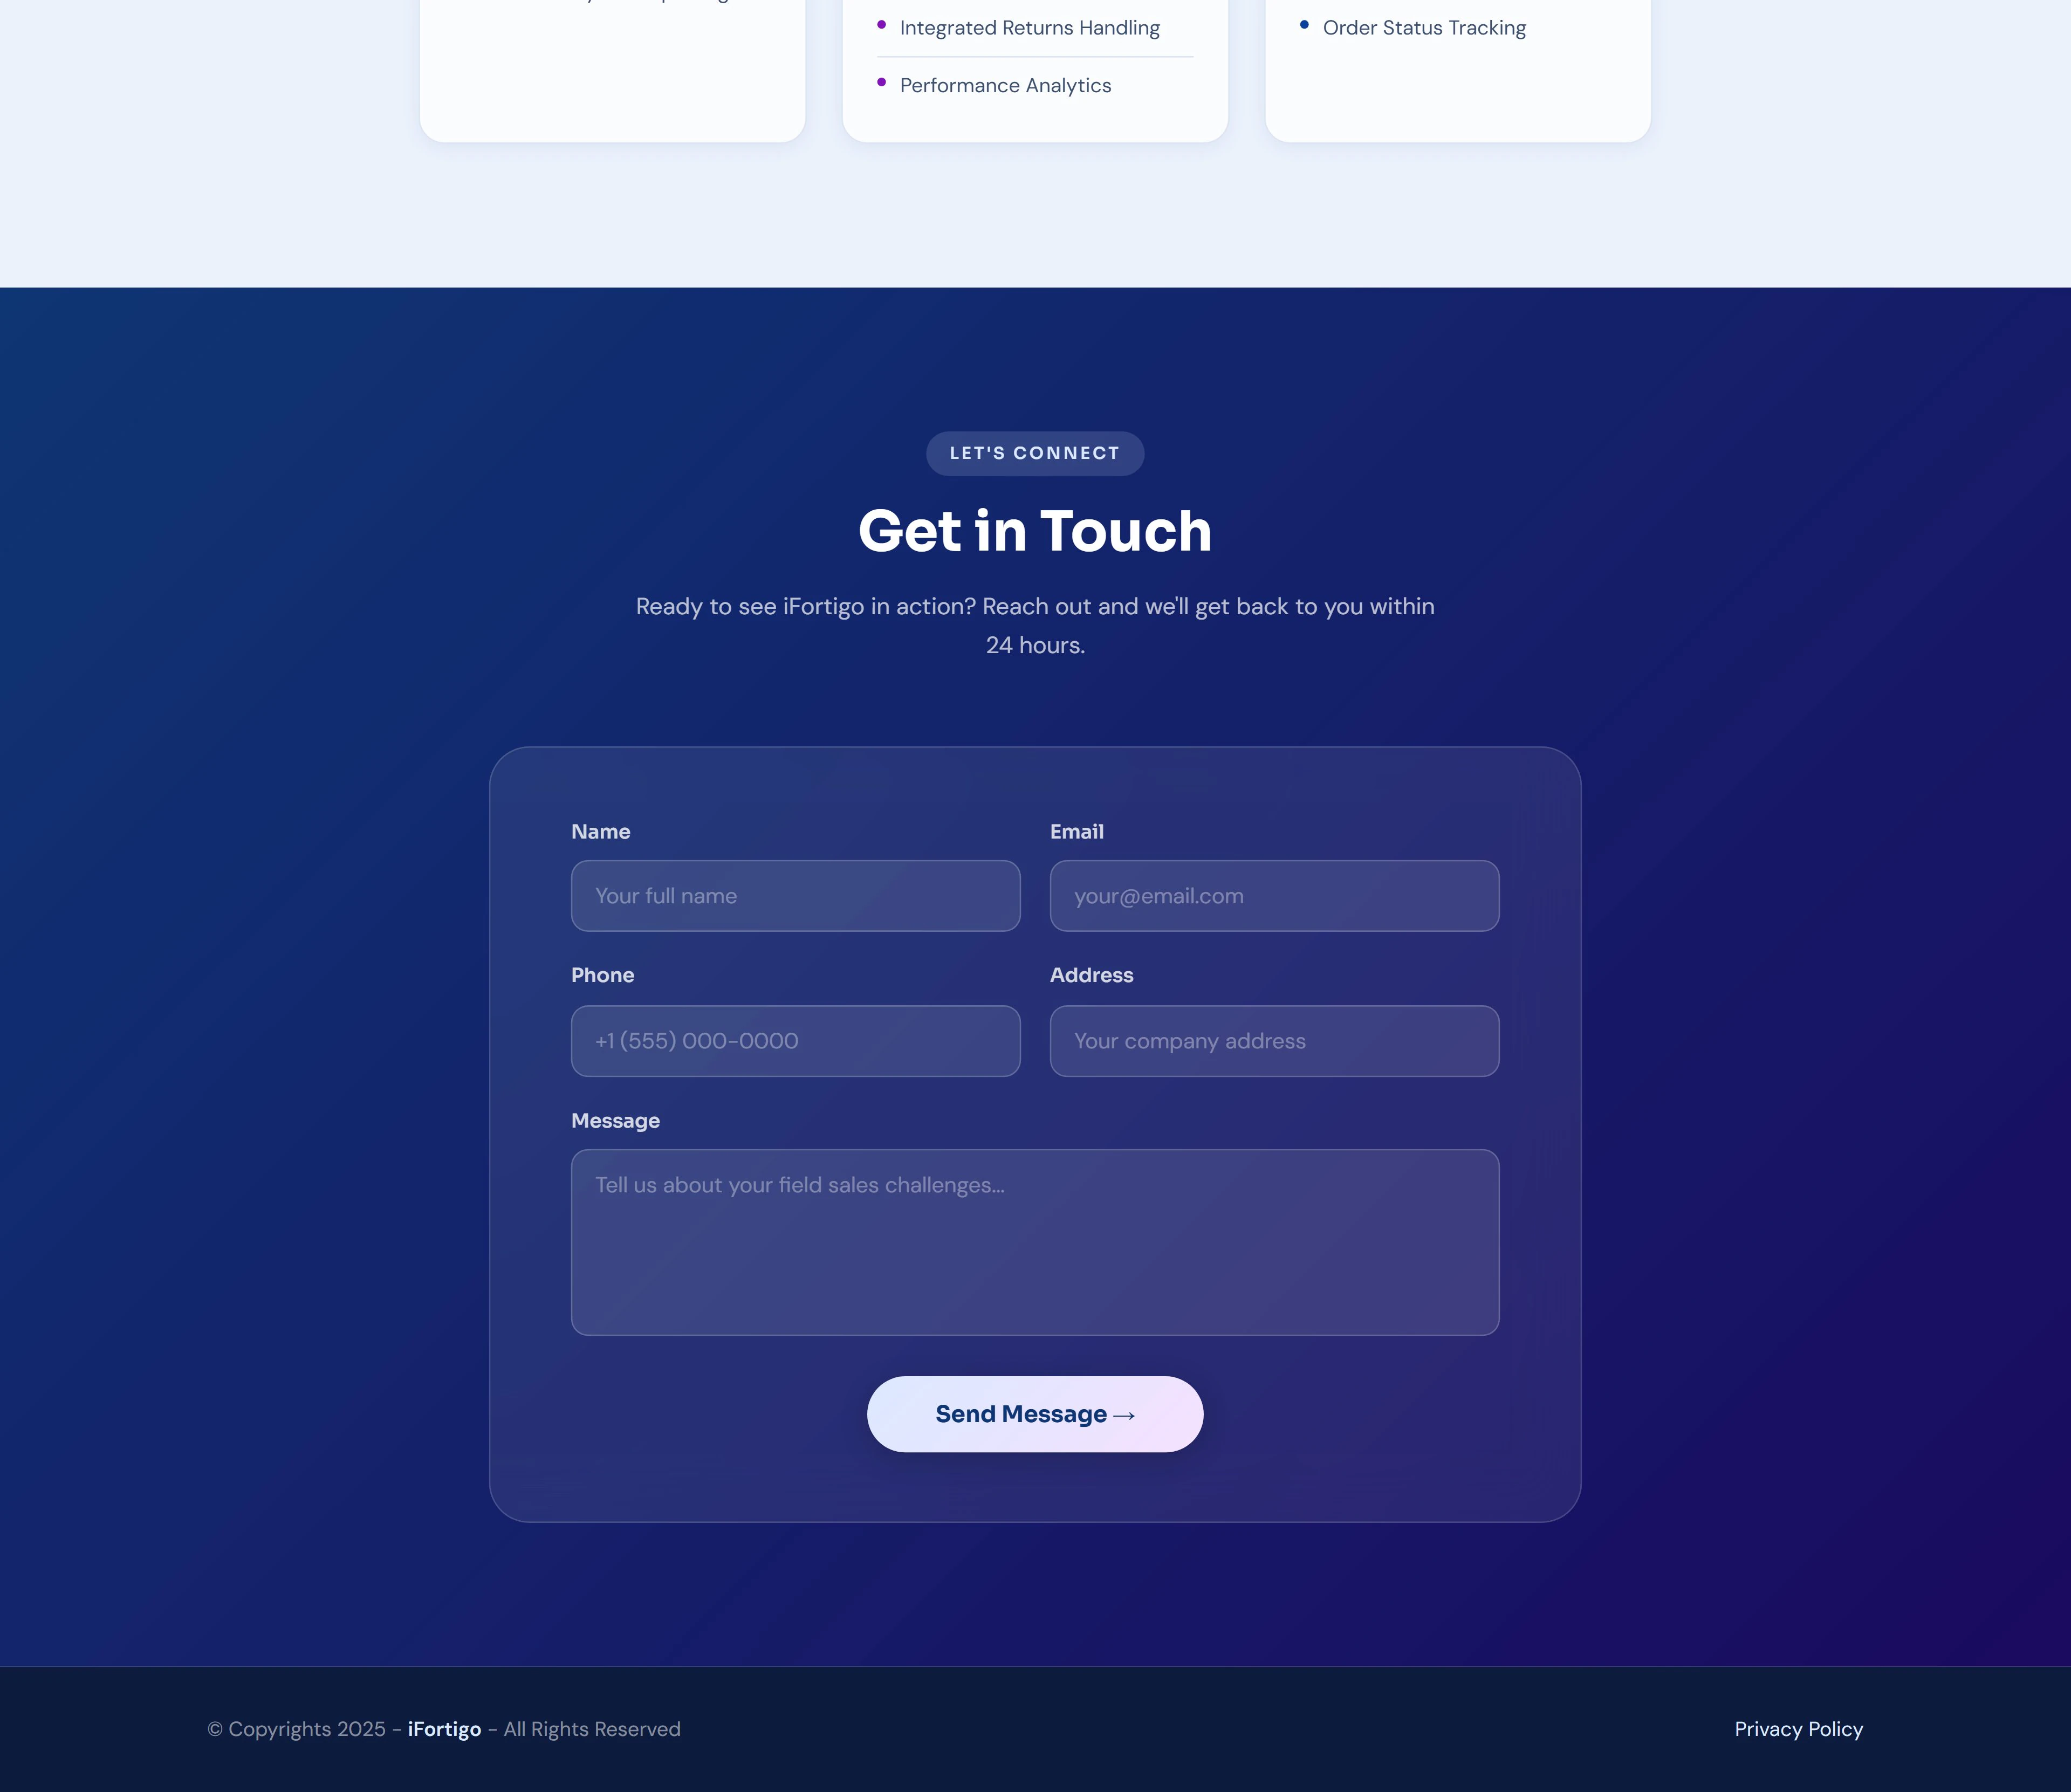 Integrated Returns Handling
Performance Analytics
Order Status Tracking
LET'S CONNECT
Get in Touch
Ready to see iFortigo in action? Reach out and we'll get back to you within
24 hours.
Name
Email
Your full name
your@email.com
Phone
Address
+1 (555) 000-0000
Your company address
Message
Tell us about your field sales challenges...
Send Message →
© Copyrights 2025 - iFortigo - All Rights Reserved
Privacy Policy